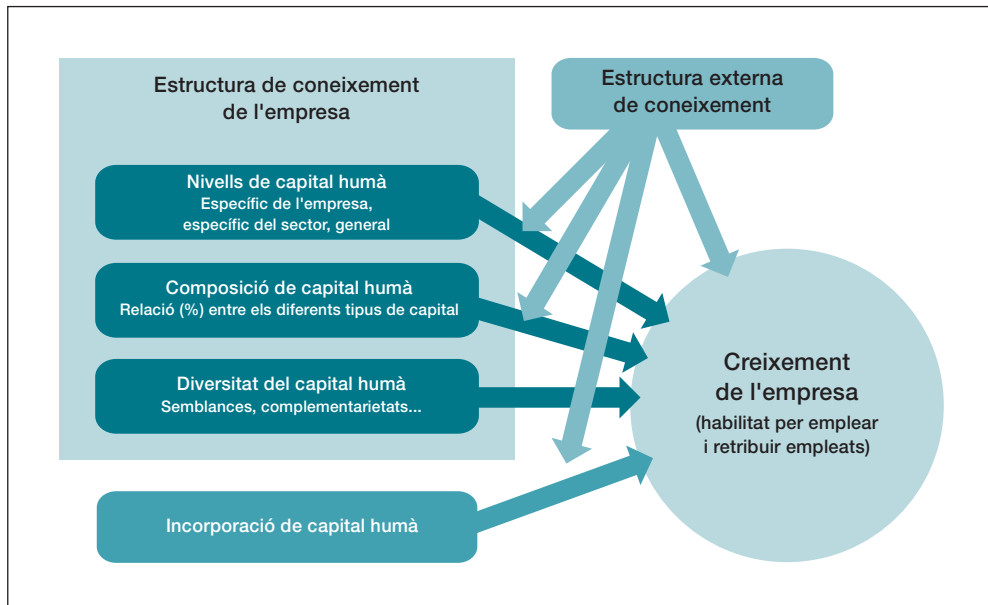 Estructura de coneixement
de l'empresa
Estructura externa
de coneixement
Nivells de capital humà
Específic de l'empresa,
específic del sector, general
Composició de capital humà
Relació (%) entre els diferents tipus de capital
Diversitat del capital humà
Semblances, complementarietats...
Incorporació de capital humà
Creixement
de l'empresa
(habilitat per emplear
i retribuir empleats)